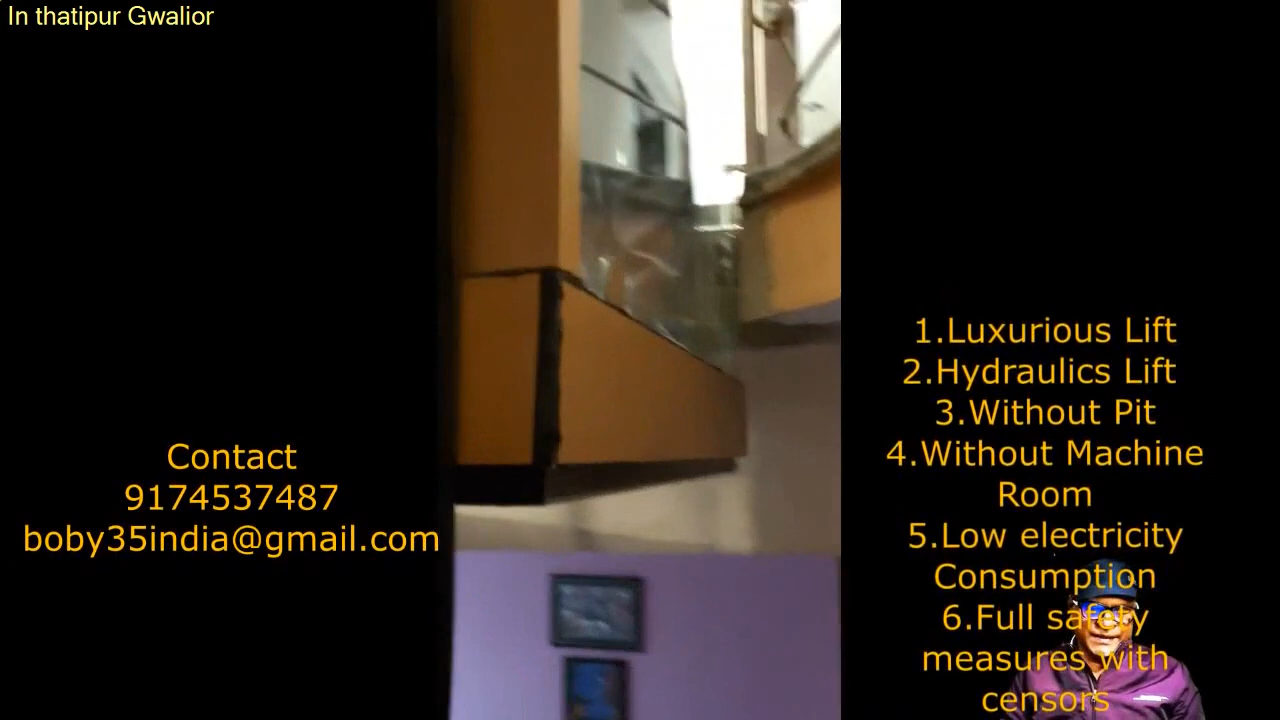 In thatipur Gwalior
Contact
9174537487
boby35india@gmail.com
1.Luxurious Lift
2.Hydraulics Lift
3.Without Pit
4.Without Machine
Room
5.Low electricity
Consumption
6.Full safety
measures with
censors